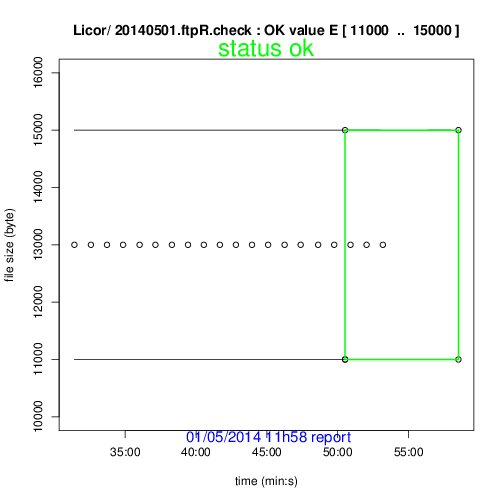 Licor/ 20140501.ftpR.check : OK value E [ 11000  ..  15000 ]
status ok
16000
15000
14000
13000
12000
11000
10000
file size (byte)
01/05/2014 11h58 report
35:00 40:00 45:00 50:00 55:00
time (min:s)